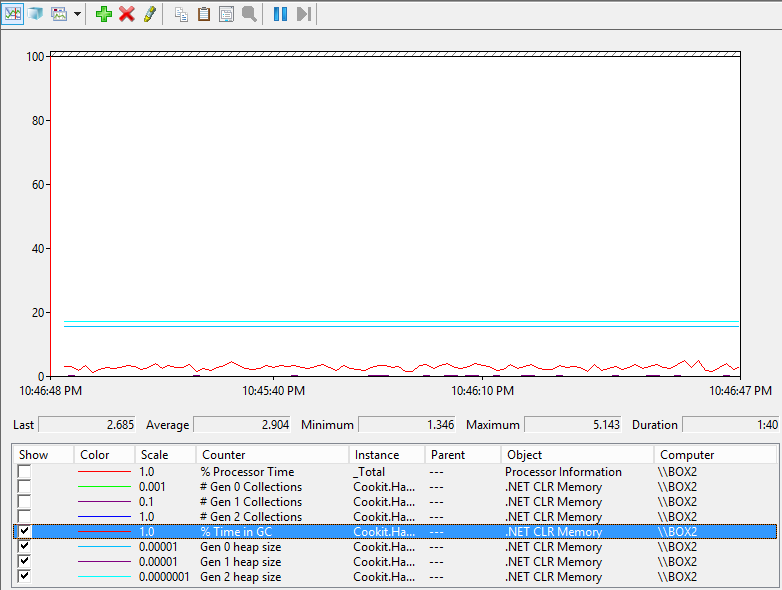 100
80
60
40
20
0
10:46:48 PM 10:45:40 PM 10:46:10 PM 10:46:47 PM
Last 2.685 Average 2.904 Minimum 1.346 Maximum 5.143 Duration 1:40
Show Color Scale Counter Instance Parent Object Computer
1.0 % Processor Time _Total --- Processor Information \\BOX2
0.001 # Gen 0 Collections Cookit.Ha... --- .NET CLR Memory \\BOX2
0.1 # Gen 1 Collections Cookit.Ha... --- .NET CLR Memory \\BOX2
1.0 # Gen 2 Collections Cookit.Ha... --- .NET CLR Memory \\BOX2
1.0 % Time in GC Cookit.Ha... --- .NET CLR Memory \\BOX2
0.00001 Gen 0 heap size Cookit.Ha... --- .NET CLR Memory \\BOX2
0.00001 Gen 1 heap size Cookit.Ha... --- .NET CLR Memory \\BOX2
0.0000001 Gen 2 heap size Cookit.Ha... --- .NET CLR Memory \\BOX2